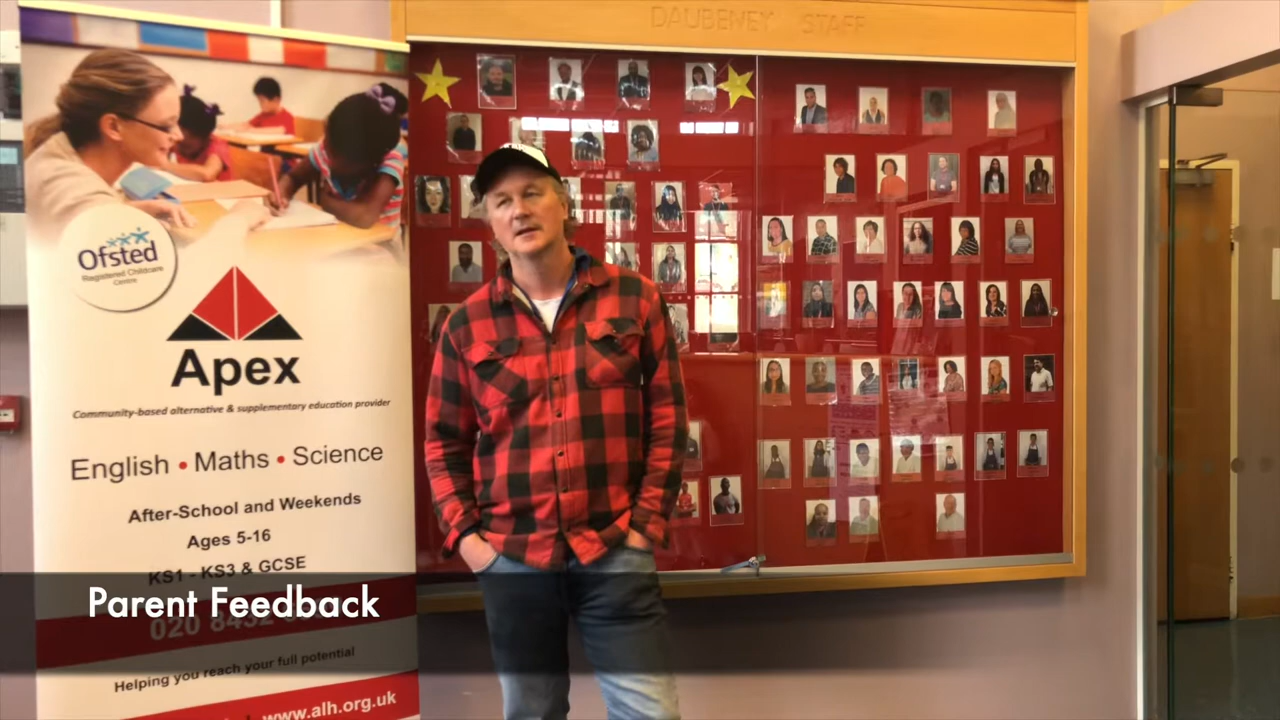 DAUBENEY STAFF
Ofsted
Registered Childcare
Centre
Apex
Community-based alternative & supplementary education provider
English • Maths • Science
After-School and Weekends
Ages 5-16
KS1 - KS3 & GCSE
Parent Feedback
020 8432
Helping you reach your full potential
www.alh.org.uk